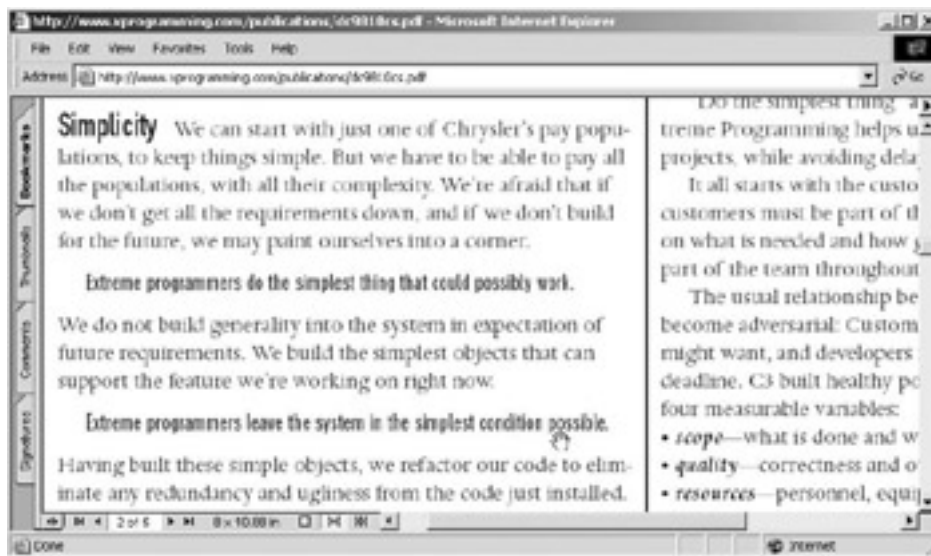 http://www.xprogramming.com/publications/dc9810cs.pdf - Microsoft Internet Explorer
File Edit View Favorites Tools Help
Address http://www.xprogramming.com/publications/dc9810cs.pdf Go
Bookmarks
Thumbnails
Comments
Signatures
Simplicity We can start with just one of Chrysler's pay popu-
lations, to keep things simple. But we have to be able to pay all
the populations, with all their complexity. We're afraid that if
we don't get all the requirements down, and if we don't build
for the future, we may paint ourselves into a corner.
Extreme programmers do the simplest thing that could possibly work.
We do not build generality into the system in expectation of
future requirements. We build the simplest objects that can
support the feature we're working on right now.
Extreme programmers leave the system in the simplest condition possible.
Having built these simple objects, we refactor our code to elim-
inate any redundancy and ugliness from the code just installed.
Do the simplest thing a
treme Programming helps u
projects, while avoiding dela
It all starts with the custo
customers must be part of th
on what is needed and how
part of the team throughout
The usual relationship be
become adversarial: Custom
might want, and developers
deadline. C3 built healthy po
four measurable variables:
• scope—what is done and w
• quality—correctness and o
• resources—personnel, equip
2 of 6 8 x 10.88 in
Done Internet